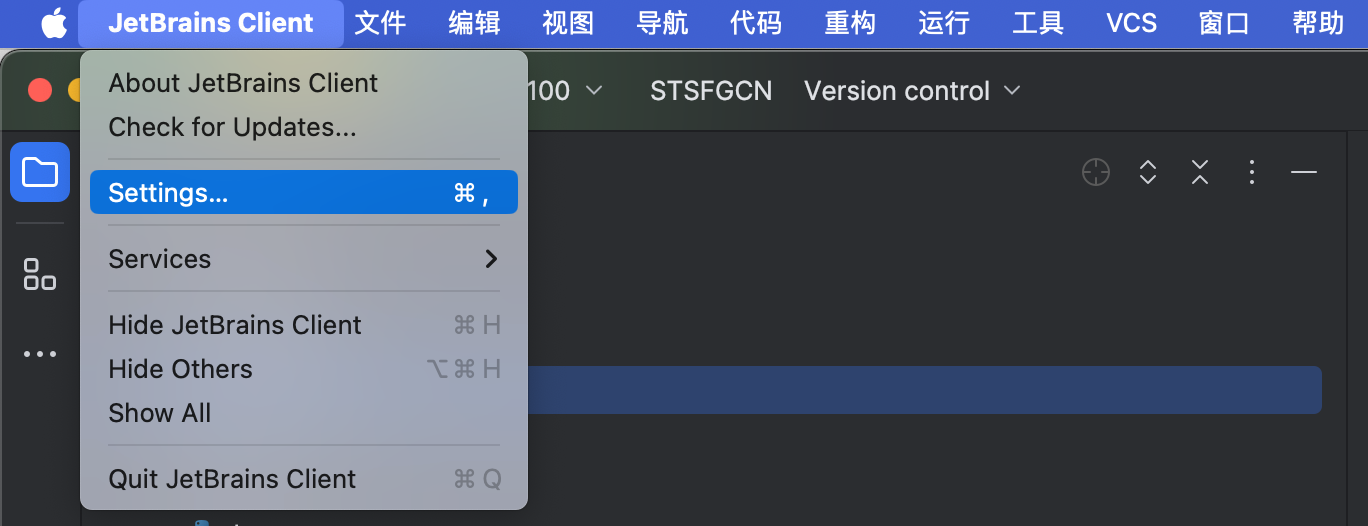 JetBrains Client 文件 编辑 视图 导航 代码 重构 运行 工具 VCS 窗口 帮助
100 STSFGCN Version control
About JetBrains Client
Check for Updates...
Settings... ⌘ ,
Services
Hide JetBrains Client ⌘ H
Hide Others ⌥ ⌘ H
Show All
Quit JetBrains Client ⌘ Q